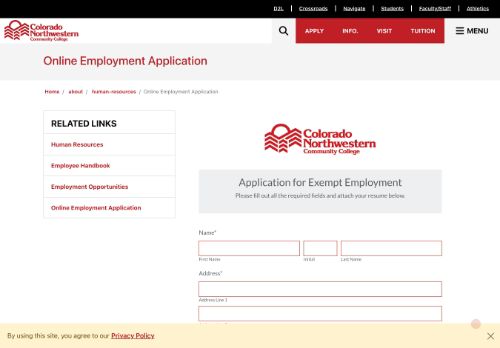 D2L | Crossroads | Navigate | Students | Faculty/Staff | Athletics
Colorado
Northwestern
Community College
APPLY INFO. VISIT TUITION MENU
Online Employment Application
Home / about / human-resources / Online Employment Application
RELATED LINKS
Human Resources
Employee Handbook
Employment Opportunities
Online Employment Application
Colorado
Northwestern
Community College
Application for Exempt Employment
Please fill out all the required fields and attach your resume below.
Name*
First Name Initial Last Name
Address*
Address Line 1
By using this site, you agree to our Privacy Policy